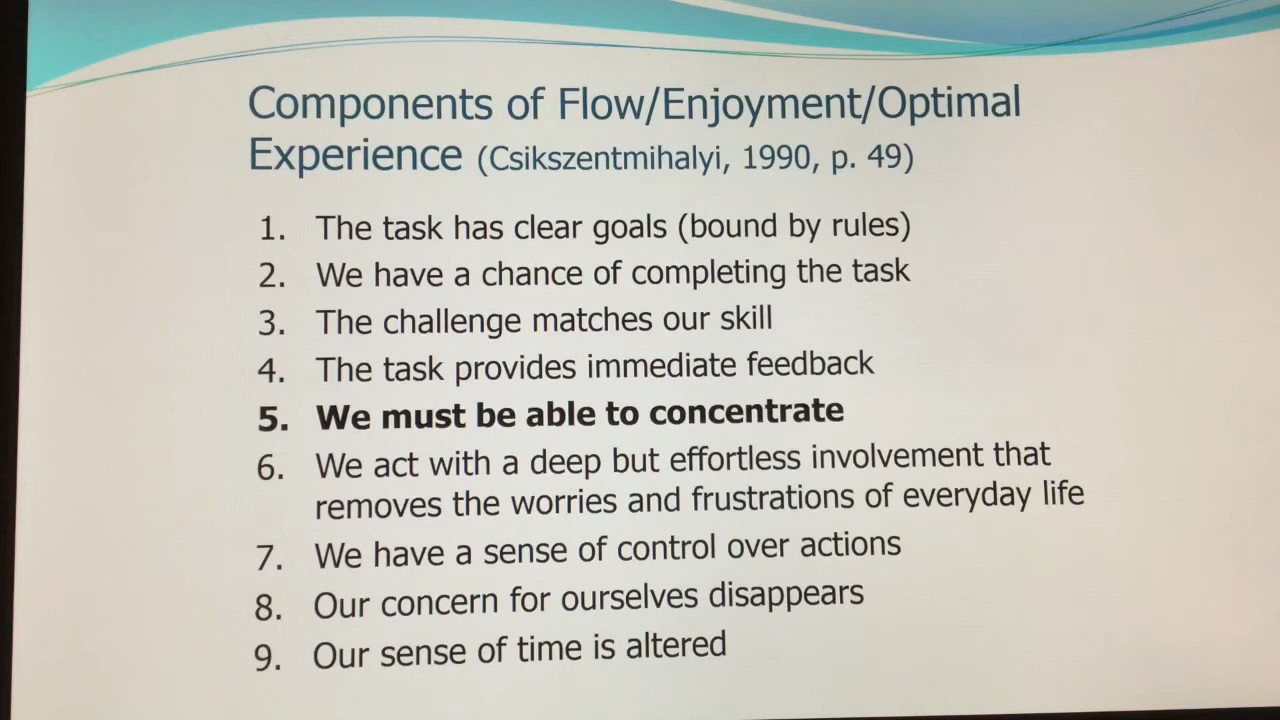 Components of Flow/Enjoyment/Optimal
Experience (Csikszentmihalyi, 1990, p. 49)
1. The task has clear goals (bound by rules)
2. We have a chance of completing the task
3. The challenge matches our skill
4. The task provides immediate feedback
5. We must be able to concentrate
6. We act with a deep but effortless involvement that
removes the worries and frustrations of everyday life
7. We have a sense of control over actions
8. Our concern for ourselves disappears
9. Our sense of time is altered